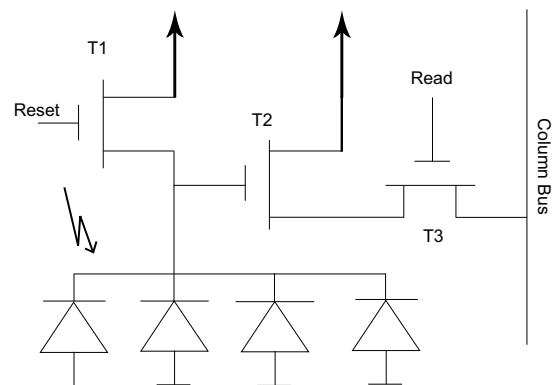 T1
Read
Reset
T2
Column Bus
T3